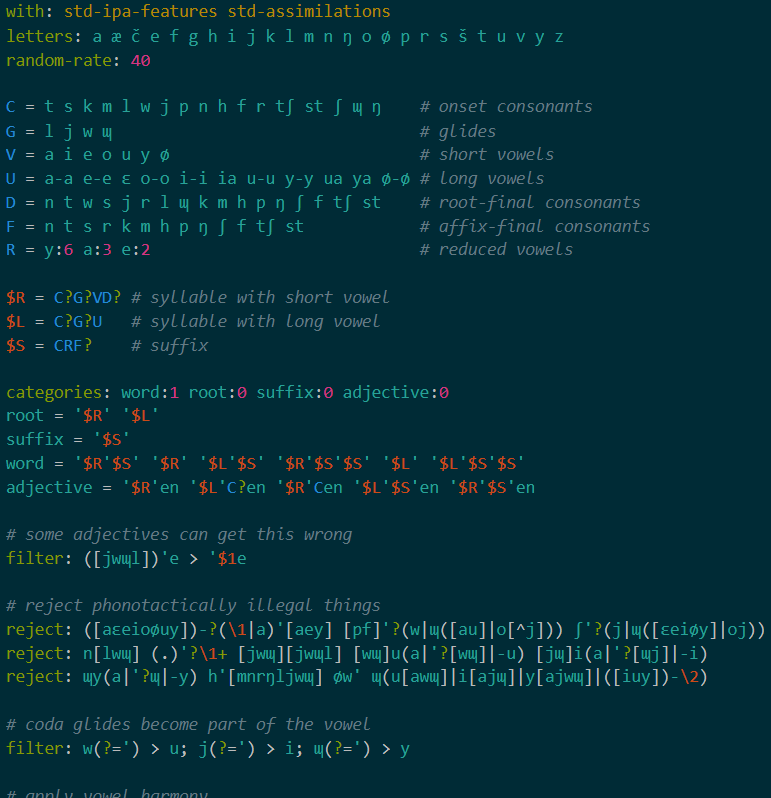 with: std-ipa-features std-assimilations
letters: a æ č e f g h i j k l m n ŋ o ø p r s š t u v y z
random-rate: 40
C = t s k m l w j p n h f r tʃ st ʃ ɰ ŋ # onset consonants
G = l j w ɰ # glides
V = a i e o u y ø # short vowels
U = a-a e-e ɛ o-o i-i ia u-u y-y ua ya ø-ø # long vowels
D = n t w s j r l ɰ k m h p ŋ ʃ f tʃ st # root-final consonants
F = n t s r k m h p ŋ ʃ f tʃ st # affix-final consonants
R = y:6 a:3 e:2 # reduced vowels
$R = C?G?VD? # syllable with short vowel
$L = C?G?U # syllable with long vowel
$S = CRF? # suffix
categories: word:1 root:0 suffix:0 adjective:0
root = '$R' '$L'
suffix = '$S'
word = '$R'$S' '$R' '$L'$S' '$R'$S'$S' '$L' '$L'$S'$S'
adjective = '$R'en '$L'C?en '$R'Cen '$L'$S'en '$R'$S'en
# some adjectives can get this wrong
filter: ([jwɰl])'e > '$1e
# reject phonotactically illegal things
reject: ([aɛeioøuy])-?(\1|a)'[aey] [pf]'?(w|ɰ([au]|o[^j])) ʃ'?(j|ɰ([ɛeiøy]|oj))
reject: n[lwɰ] (.)'?\1+ [jwɰ][jwɰl] [wɰ]u(a|'?[wɰ]|-u) [jɰ]i(a|'?[ɰj]|-i)
reject: ɰy(a|'?ɰ|-y) h'[mnrŋljwɰ] øw' ɰ(u[awɰ]|i[ajɰ]|y[ajwɰ]|([iuy])-\2)
# coda glides become part of the vowel
filter: w(?=') > u; j(?=') > i; ɰ(?=') > y
# apply vowel harmony